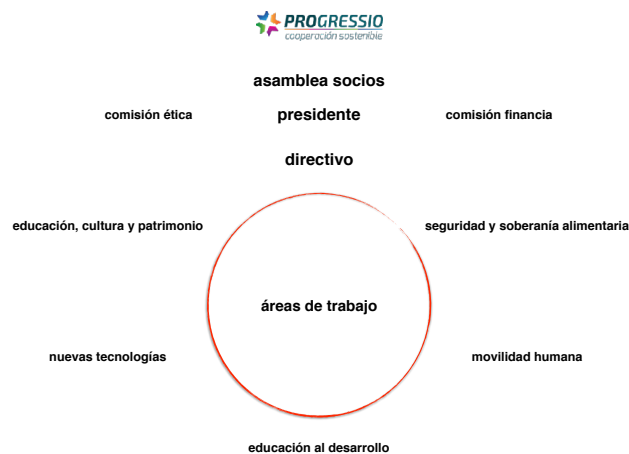 PROGRESSIO
cooperación sostenible
asamblea socios
comisión ética
presidente
comisión financia
directivo
educación, cultura y patrimonio
seguridad y soberanía alimentaria
áreas de trabajo
nuevas tecnologías
movilidad humana
educación al desarrollo